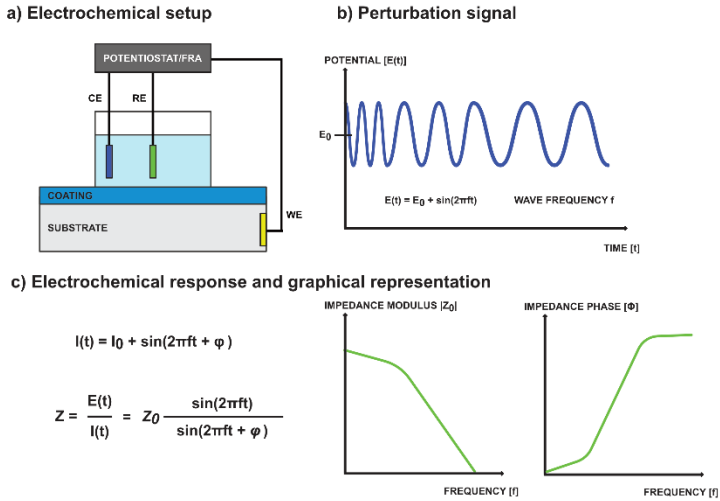 a) Electrochemical setup
POTENTIOSTAT/FRA
CE
RE
COATING
SUBSTRATE
WE
b) Perturbation signal
POTENTIAL [E(t)]
E₀
E(t) = E₀ + sin(2πft)
WAVE FREQUENCY f
TIME [t]
c) Electrochemical response and graphical representation
I(t) = I₀ + sin(2πft + φ )
Z = E(t) / I(t) = Z₀ sin(2πft) / sin(2πft + φ )
IMPEDANCE MODULUS |Z₀|
FREQUENCY [f]
IMPEDANCE PHASE [Φ]
FREQUENCY [f]